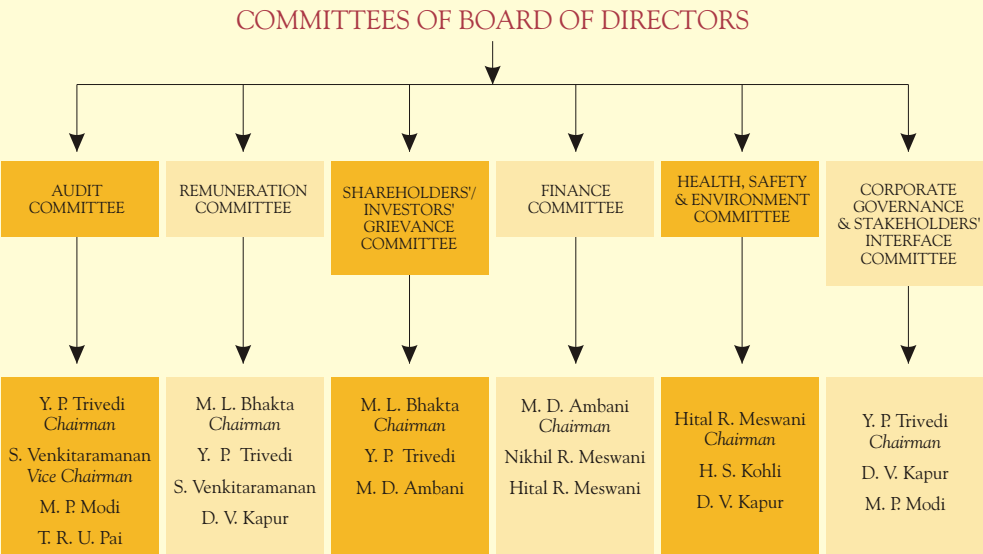 COMMITTEES OF BOARD OF DIRECTORS
AUDIT
COMMITTEE
REMUNERATION
COMMITTEE
SHAREHOLDERS'/
INVESTORS'
GRIEVANCE
COMMITTEE
FINANCE
COMMITTEE
HEALTH, SAFETY
& ENVIRONMENT
COMMITTEE
CORPORATE
GOVERNANCE
& STAKEHOLDERS'
INTERFACE
COMMITTEE
Y. P. Trivedi
Chairman
S. Venkitaramanan
Vice Chairman
M. P. Modi
T. R. U. Pai
M. L. Bhakta
Chairman
Y. P. Trivedi
S. Venkitaramanan
D. V. Kapur
M. L. Bhakta
Chairman
Y. P. Trivedi
M. D. Ambani
M. D. Ambani
Chairman
Nikhil R. Meswani
Hital R. Meswani
Hital R. Meswani
Chairman
H. S. Kohli
D. V. Kapur
Y. P. Trivedi
Chairman
D. V. Kapur
M. P. Modi